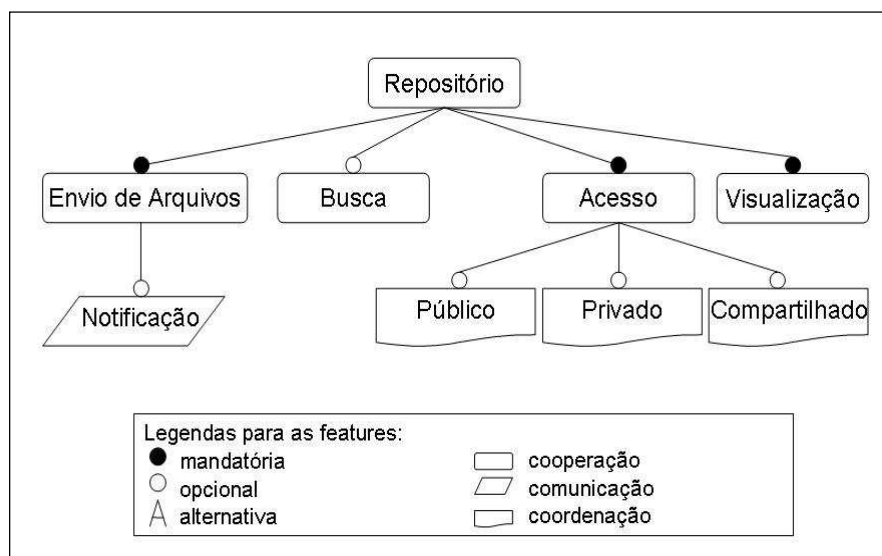 Repositório
Envio de Arquivos Busca Acesso Visualização
Notificação Público Privado Compartilhado
Legendas para as features:
mandatória cooperação
opcional comunicação
alternativa coordenação